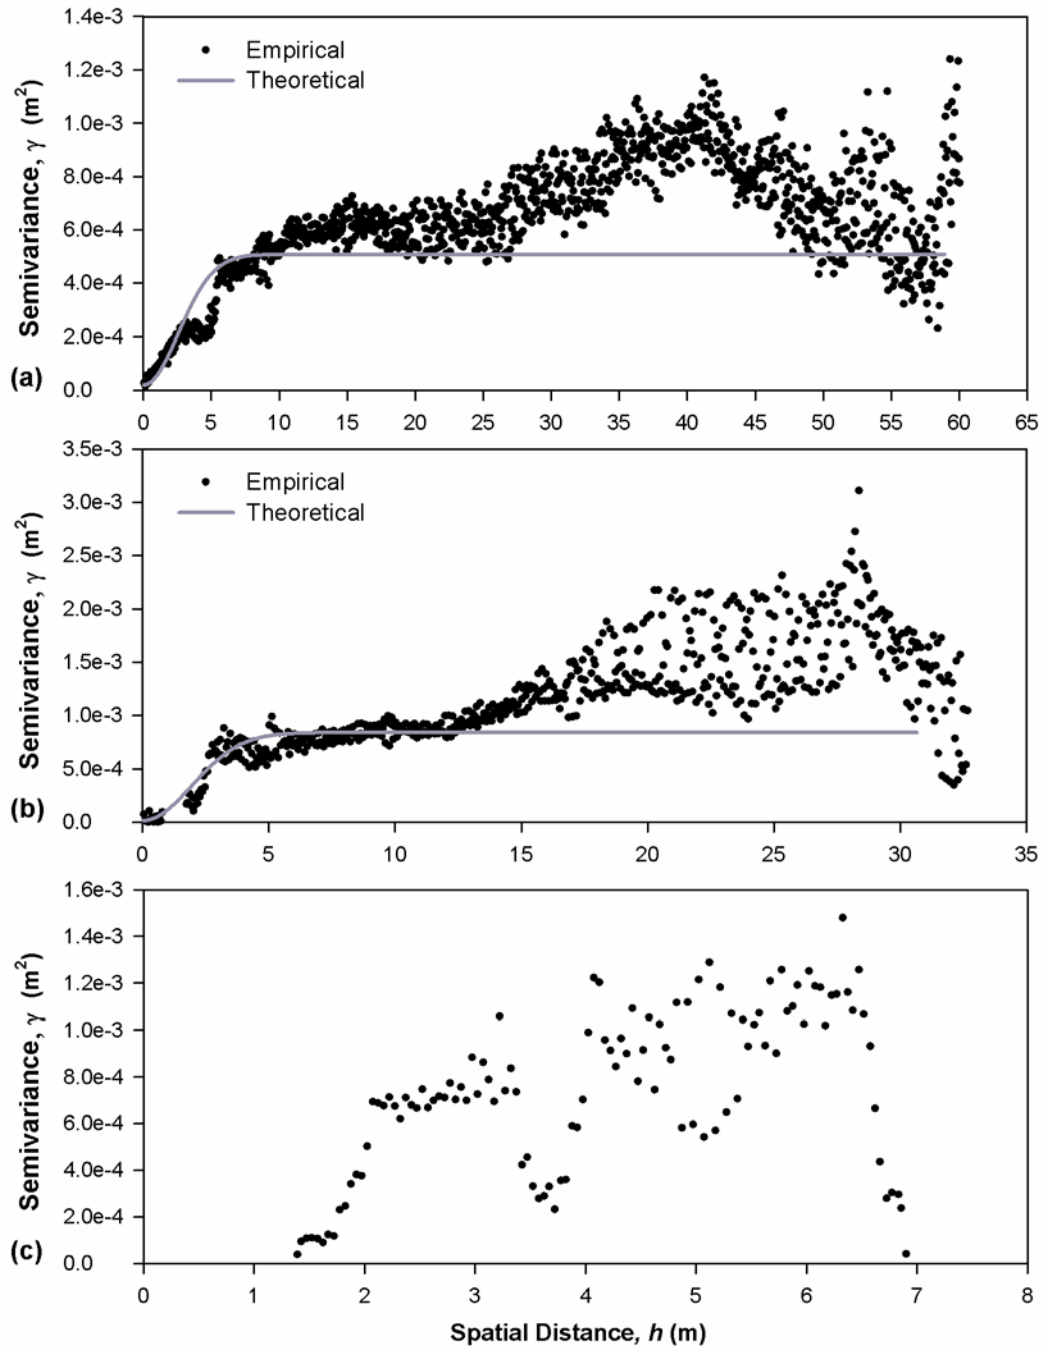 1.4e-3
1.2e-3
1.0e-3
8.0e-4
6.0e-4
4.0e-4
2.0e-4
0.0
Semivariance, γ (m²)
(a)
Empirical
Theoretical
0 5 10 15 20 25 30 35 40 45 50 55 60 65
3.5e-3
3.0e-3
2.5e-3
2.0e-3
1.5e-3
1.0e-3
5.0e-4
0.0
Semivariance, γ (m²)
(b)
Empirical
Theoretical
0 5 10 15 20 25 30 35
1.6e-3
1.4e-3
1.2e-3
1.0e-3
8.0e-4
6.0e-4
4.0e-4
2.0e-4
0.0
Semivariance, γ (m²)
(c)
0 1 2 3 4 5 6 7 8
Spatial Distance, h (m)